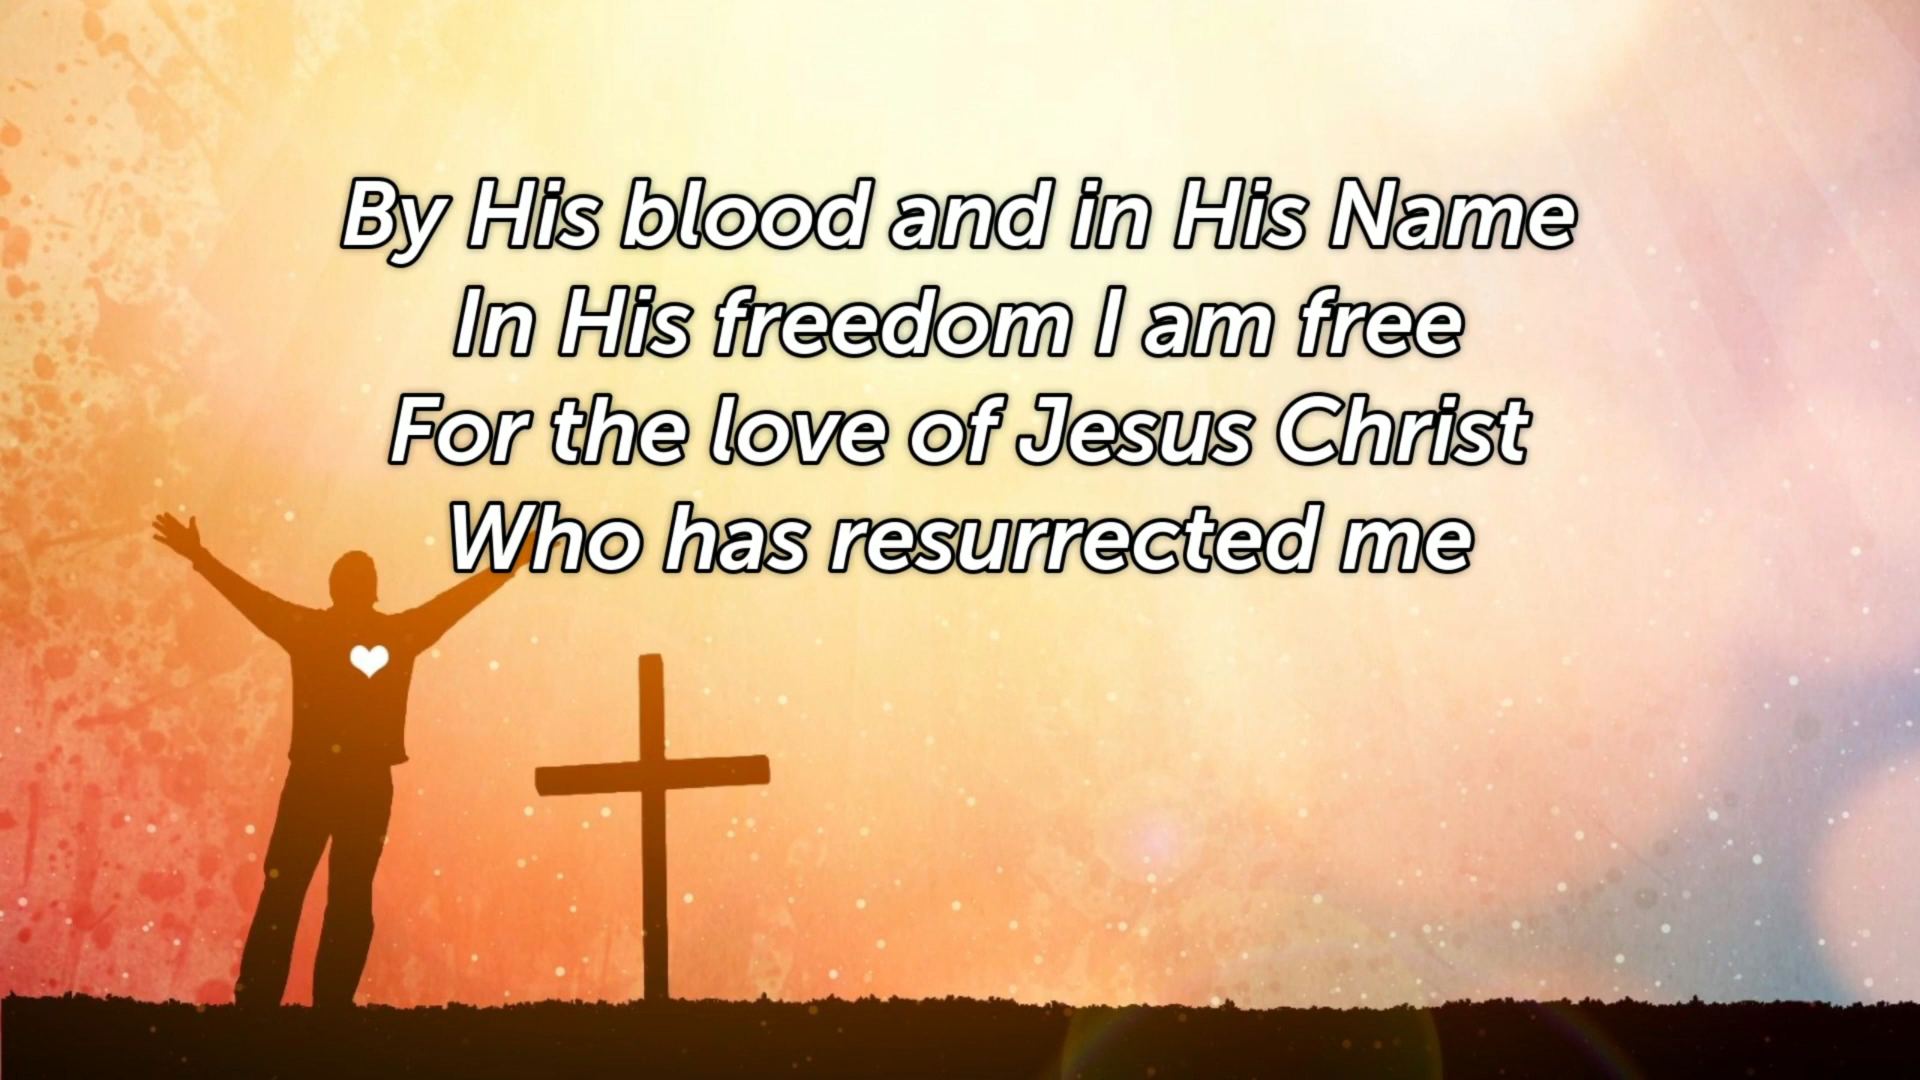 By His blood and in His Name
In His freedom I am free
For the love of Jesus Christ
Who has resurrected me